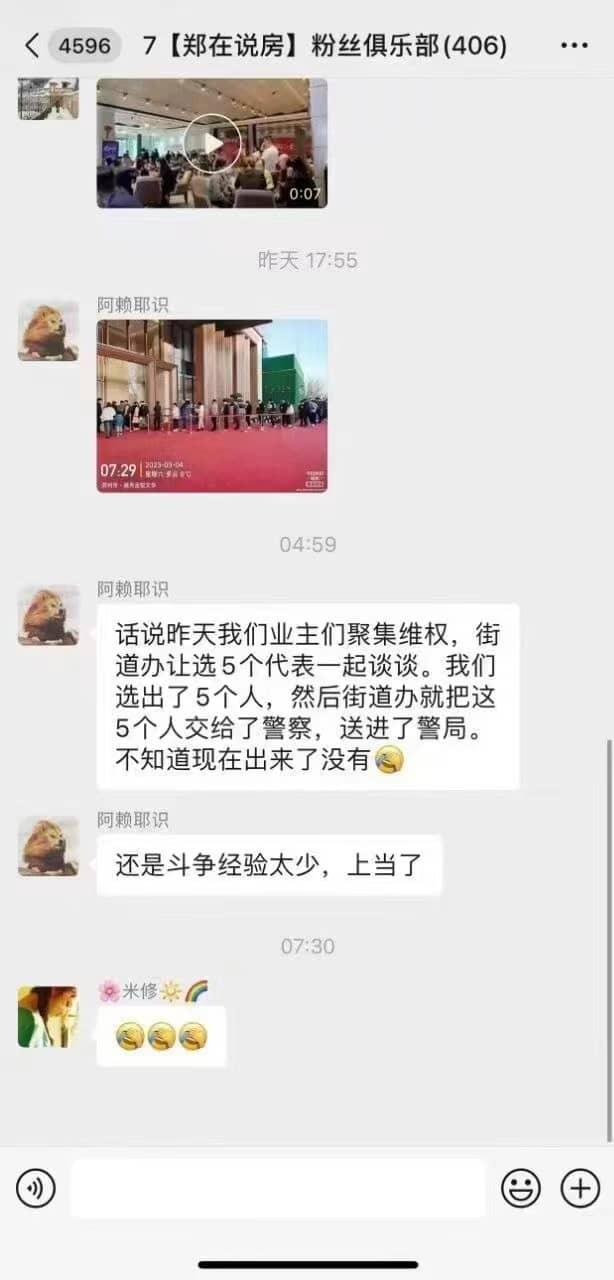 4596
7【郑在说房】粉丝俱乐部(406)
0:07
昨天 17:55
阿赖耶识
07:29
2023-03-04
04:59
阿赖耶识
话说昨天我们业主们聚集维权，街
道办让选5个代表一起谈谈。我们
选出了5个人，然后街道办就把这
5个人交给了警察，送进了警局。
不知道现在出来了没有🤣
阿赖耶识
还是斗争经验太少，上当了
07:30
🌸米修🔆🌈